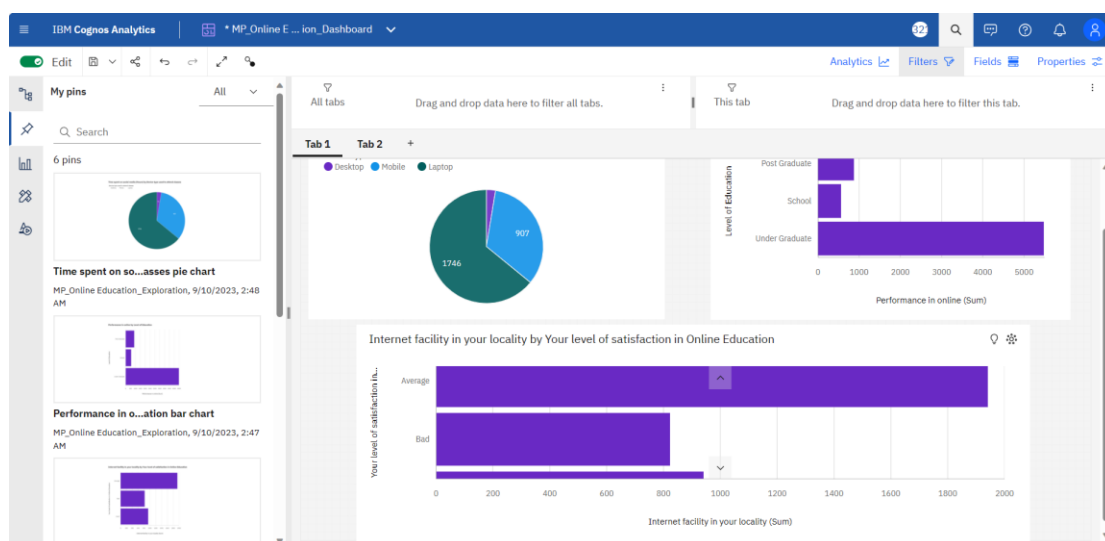 IBM Cognos Analytics
* MP_Online E ... ion_Dashboard
Edit
Analytics
Filters
Fields
Properties
My pins
All
Search
6 pins
Time spent on so...asses pie chart
MP_Online Education_Exploration, 9/10/2023, 2:48
AM
Performance in o...ation bar chart
MP_Online Education_Exploration, 9/10/2023, 2:47
AM
All tabs
Drag and drop data here to filter all tabs.
This tab
Drag and drop data here to filter this tab.
Tab 1
Tab 2
+
Desktop
Mobile
Laptop
907
1746
Level of Education
Post Graduate
School
Under Graduate
0 1000 2000 3000 4000 5000
Performance in online (Sum)
Internet facility in your locality by Your level of satisfaction in Online Education
Your level of satisfaction in...
Average
Bad
0 200 400 600 800 1000 1200 1400 1600 1800 2000
Internet facility in your locality (Sum)